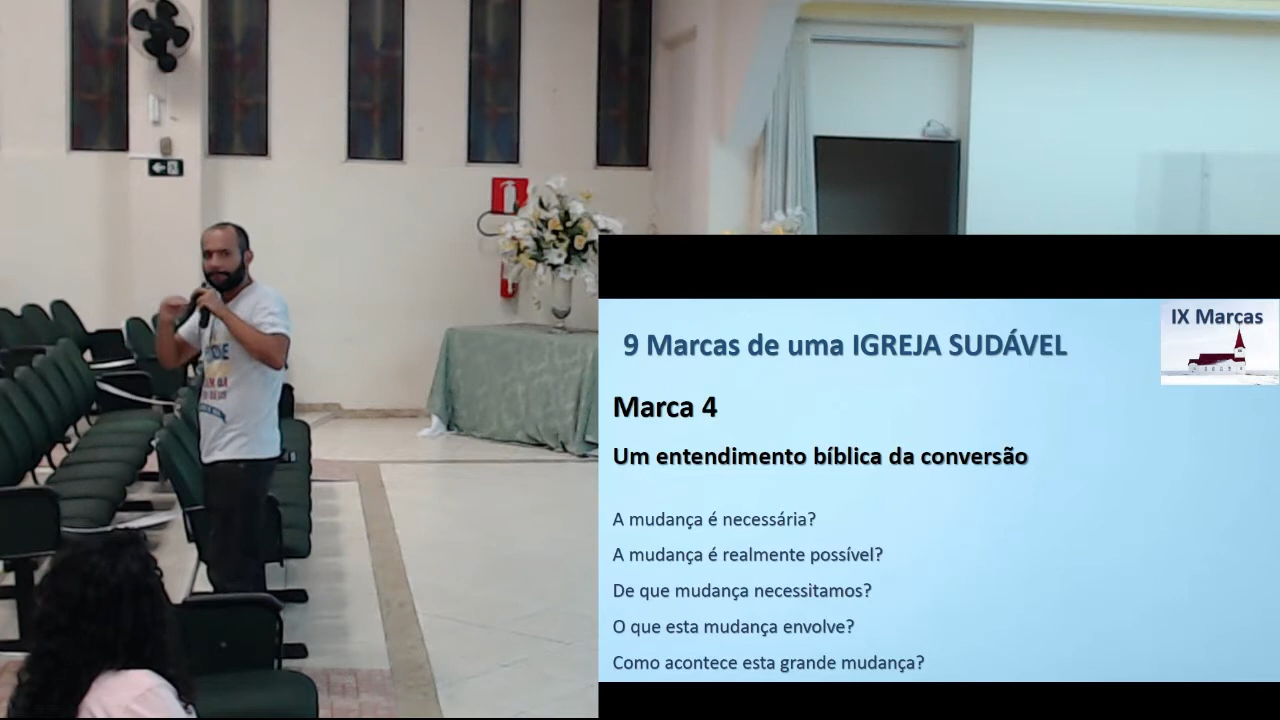 9 Marcas de uma IGREJA SUDÁVEL
IX Marcas
Marca 4
Um entendimento bíblica da conversão
A mudança é necessária?
A mudança é realmente possível?
De que mudança necessitamos?
O que esta mudança envolve?
Como acontece esta grande mudança?